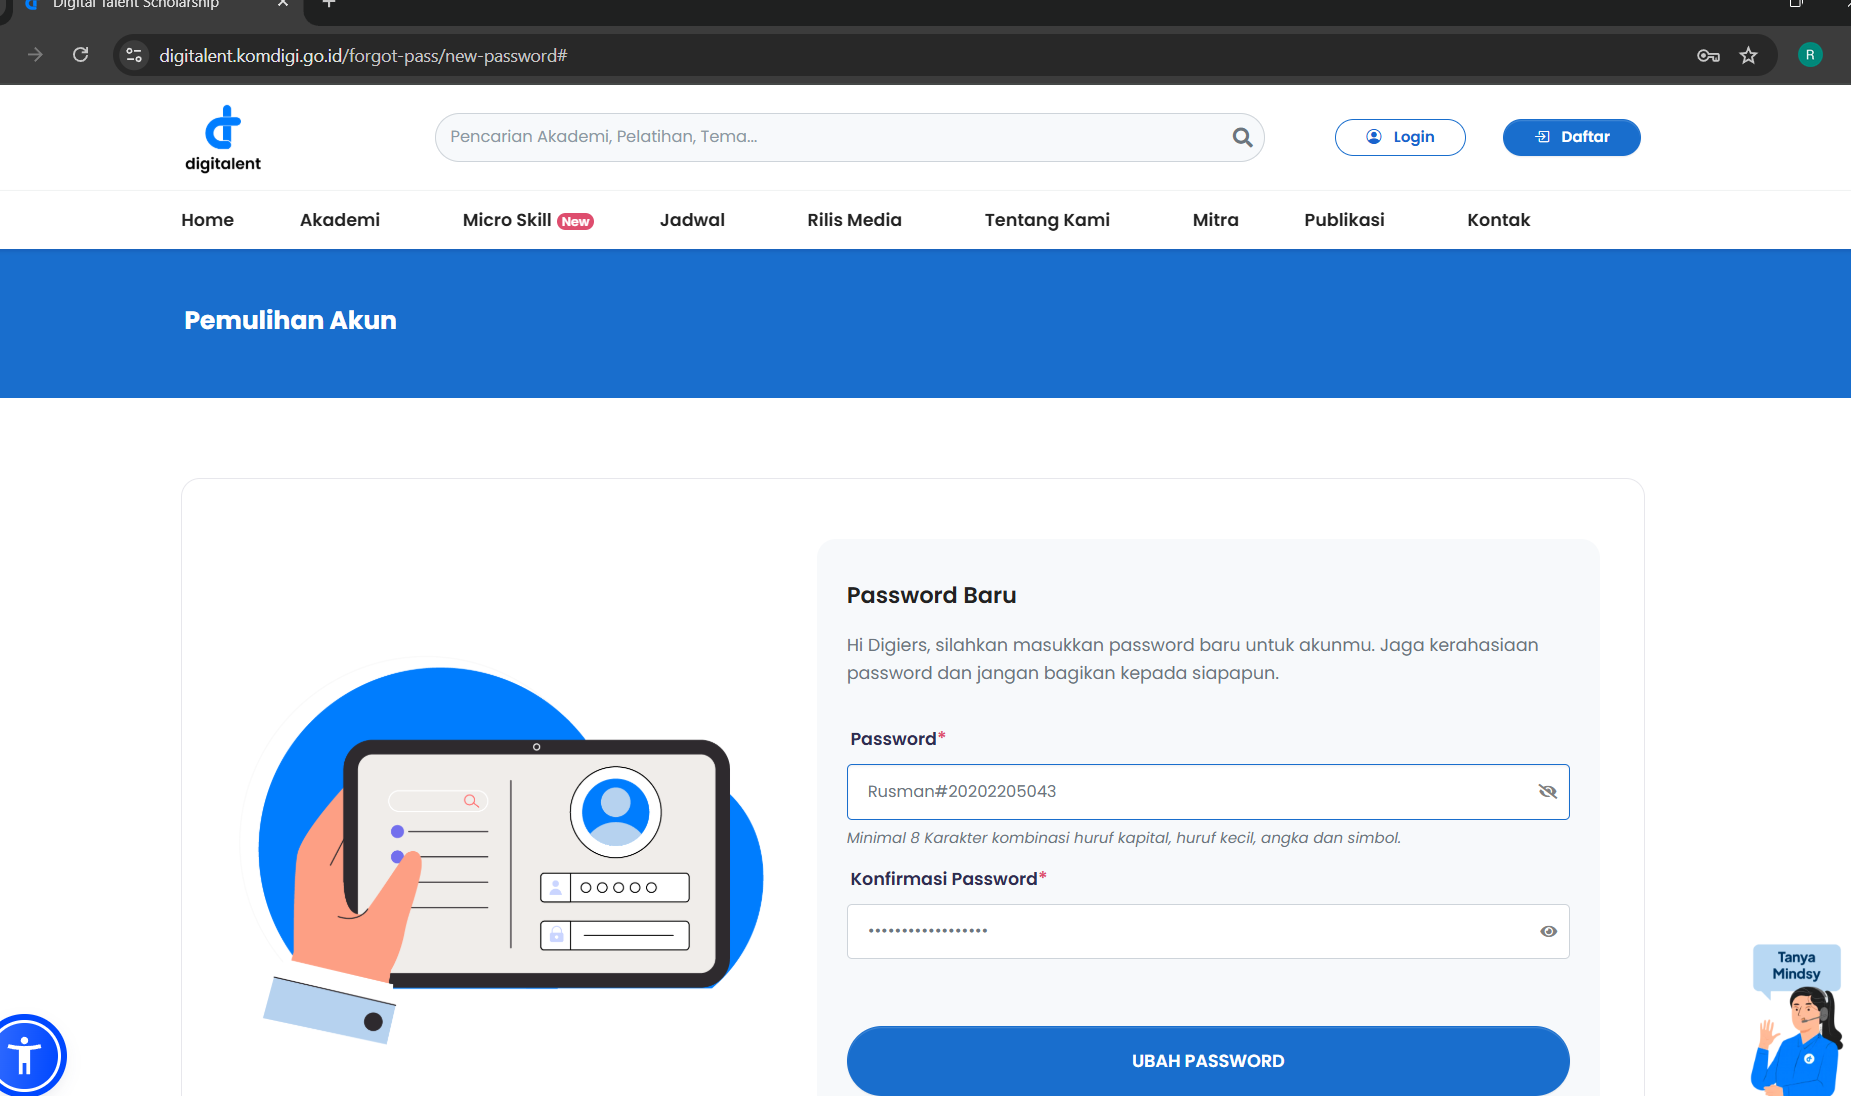 Digital Talent Scholarship
digitalent.komdigi.go.id/forgot-pass/new-password#
R
digitalent
Pencarian Akademi, Pelatihan, Tema...
Login
Daftar
Home Akademi Micro Skill New Jadwal Rilis Media Tentang Kami Mitra Publikasi Kontak
Pemulihan Akun
Password Baru
Hi Digiers, silahkan masukkan password baru untuk akunmu. Jaga kerahasiaan
password dan jangan bagikan kepada siapapun.
Password*
Rusman#20202205043
Minimal 8 Karakter kombinasi huruf kapital, huruf kecil, angka dan simbol.
Konfirmasi Password*
••••••••••••••••••
UBAH PASSWORD
Tanya
Mindsy